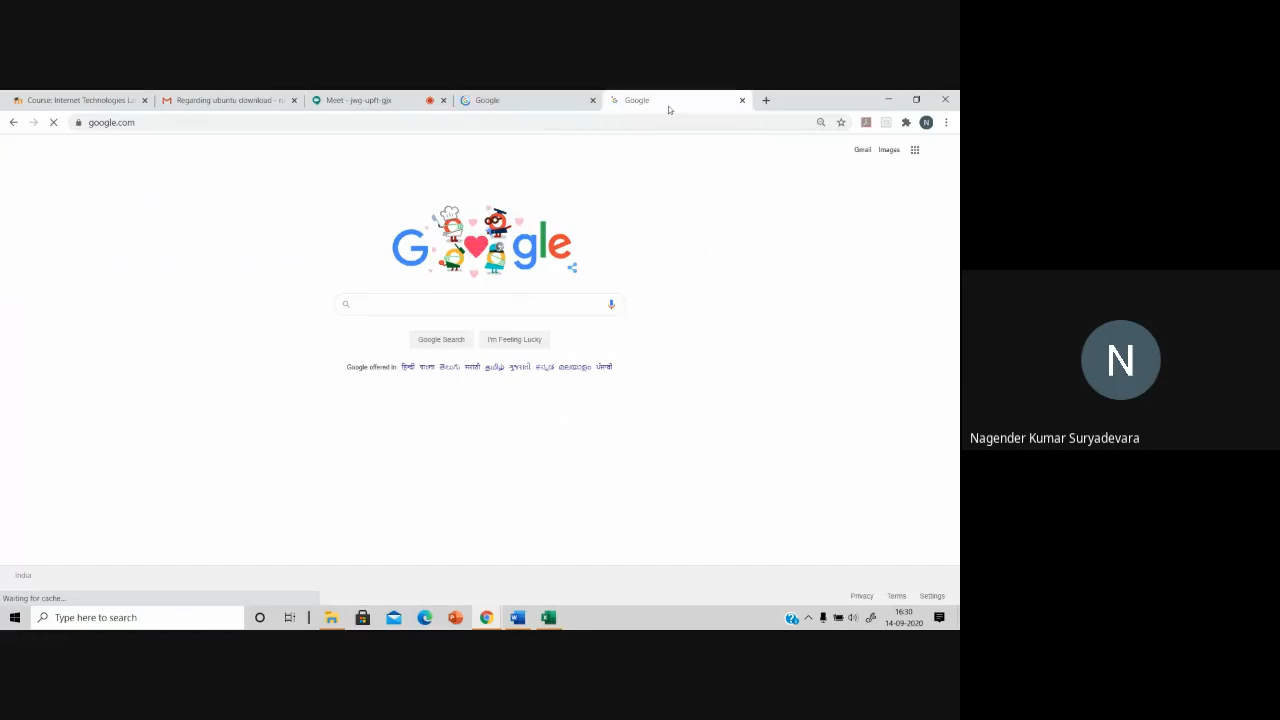 Course: Internet Technologies La
Regarding ubuntu download - n
Meet - jwg-upft-gjx
Google
Google
google.com
N
Gmail
Images
Google
Google Search
I'm Feeling Lucky
Google offered in हिन्दी বাংলা తెలుగు मराठी தமிழ் ગુજરાતી ಕನ್ನಡ മലയാളം ਪੰਜਾਬੀ
N
Nagender Kumar Suryadevara
India
Waiting for cache...
Privacy
Terms
Settings
Type here to search
16:30
14-09-2020